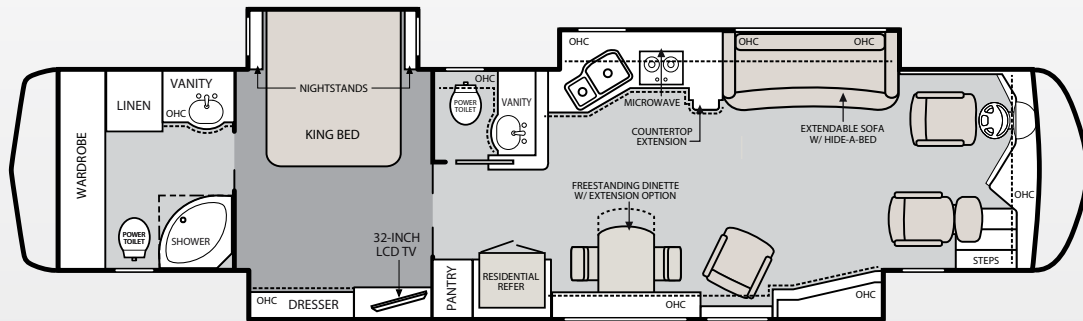 WARDROBE
LINEN
VANITY
OHC
POWER
TOILET
SHOWER
NIGHTSTANDS
KING BED
32-INCH
LCD TV
OHC
DRESSER
OHC
POWER
TOILET
VANITY
PANTRY
RESIDENTIAL
REFER
OHC
MICROWAVE
COUNTERTOP
EXTENSION
FREESTANDING DINETTE
W/ EXTENSION OPTION
OHC
OHC
OHC
EXTENDABLE SOFA
W/ HIDE-A-BED
OHC
OHC
STEPS